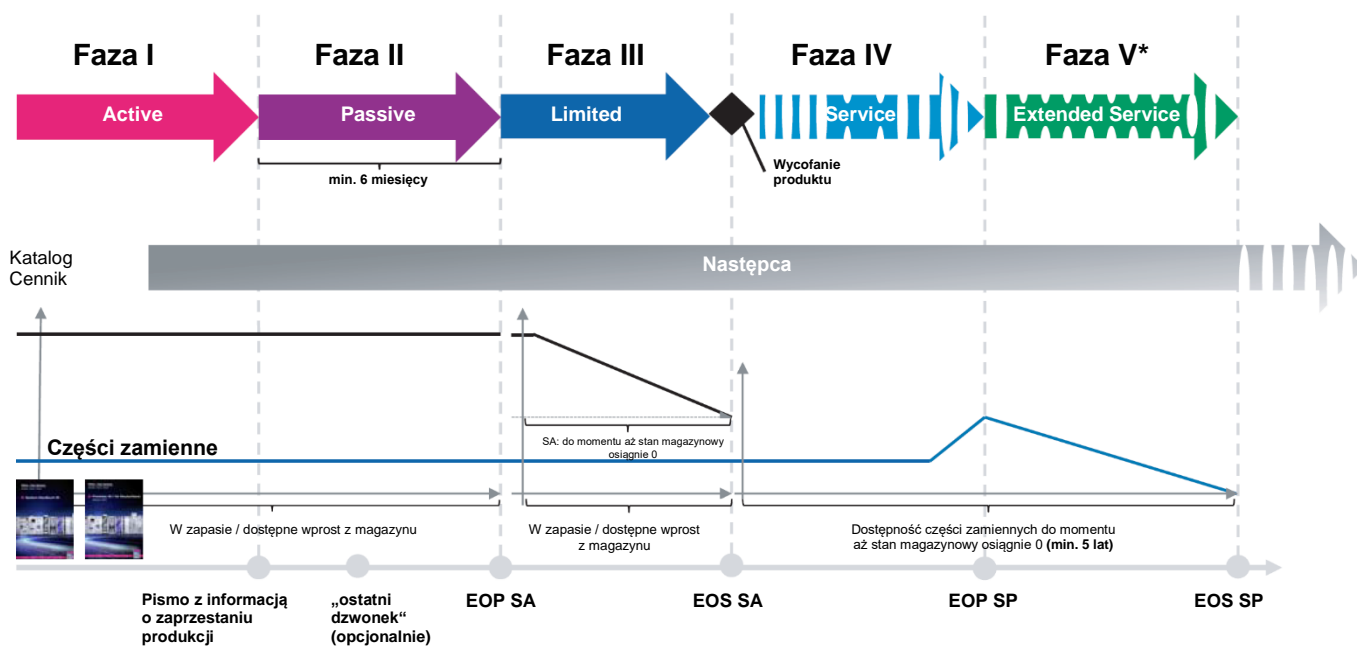 Faza I
Faza II
Faza III
Faza IV
Faza V*
Active
Passive
Limited
Service
Extended Service
min. 6 miesięcy
Wycofanie
produktu
Katalog
Cennik
Następca
SA: do momentu aż stan magazynowy
osiągnie 0
Części zamienne
W zapasie / dostępne wprost z magazynu
W zapasie / dostępne wprost
z magazynu
Dostępność części zamiennych do momentu
aż stan magazynowy osiągnie 0 (min. 5 lat)
Pismo z informacją
o zaprzestaniu
produkcji
„ostatni
dzwonek“
(opcjonalnie)
EOP SA
EOS SA
EOP SP
EOS SP